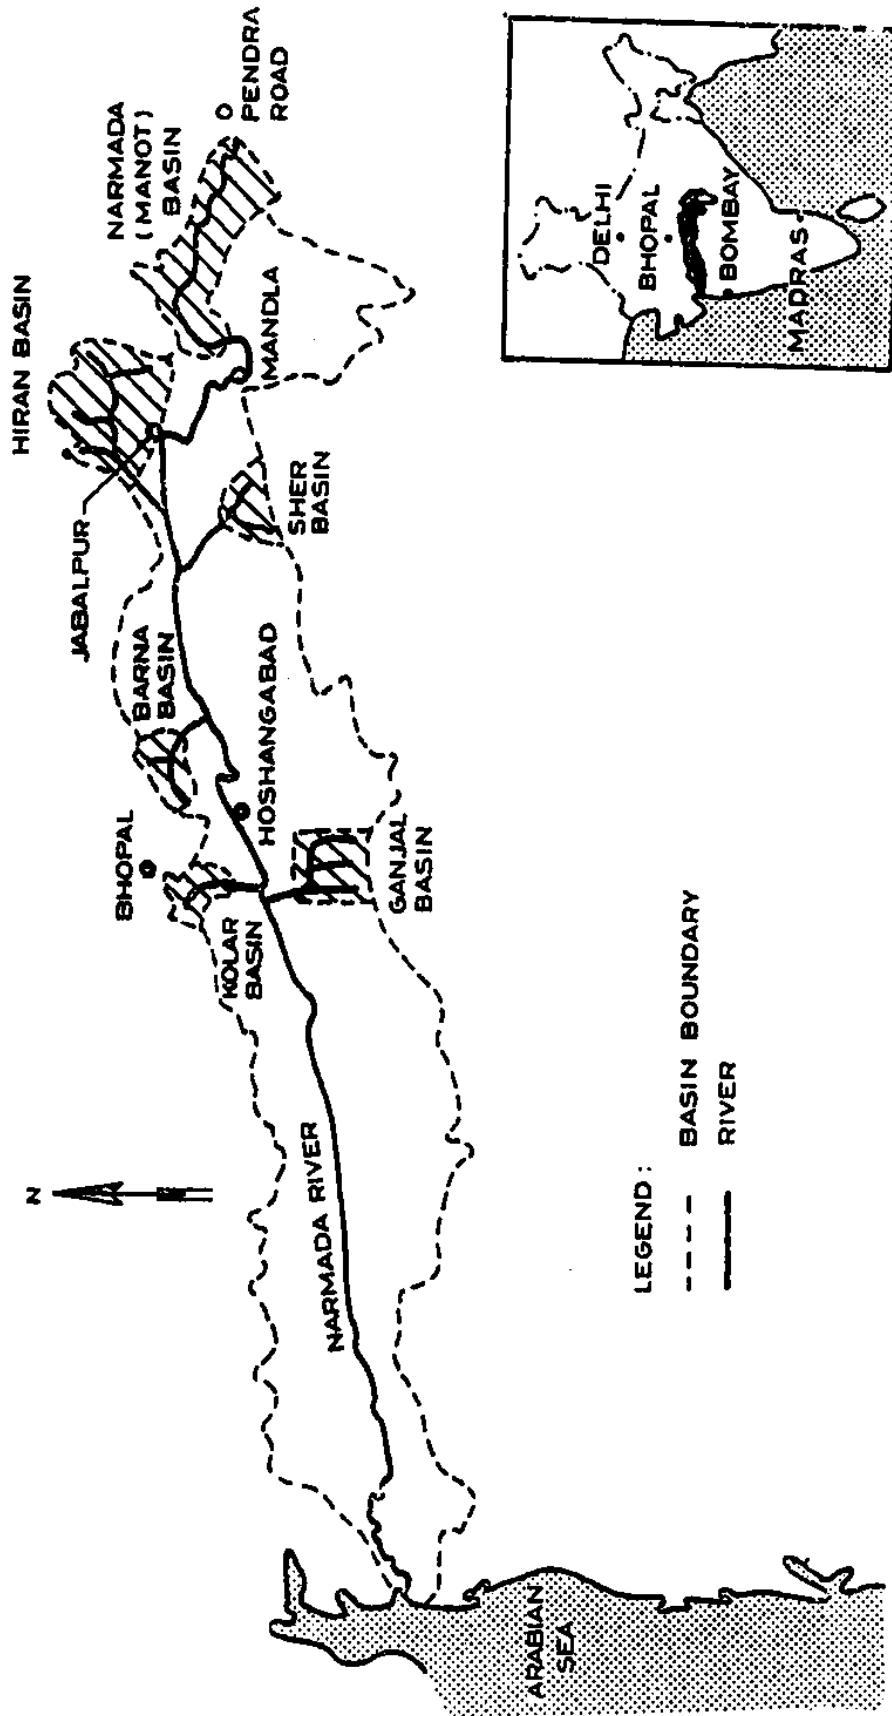 N
HIRAN BASIN
NARMADA
(MANOT)
BASIN
PENDRA
ROAD
JABALPUR
MANDLA
BARNA
BASIN
SHER
BASIN
BHOPAL
HOSHANGABAD
KOLAR
BASIN
GANJAL
BASIN
NARMADA RIVER
ARABIAN
SEA
LEGEND :
BASIN BOUNDARY
RIVER
DELHI
BHOPAL
BOMBAY
MADRAS